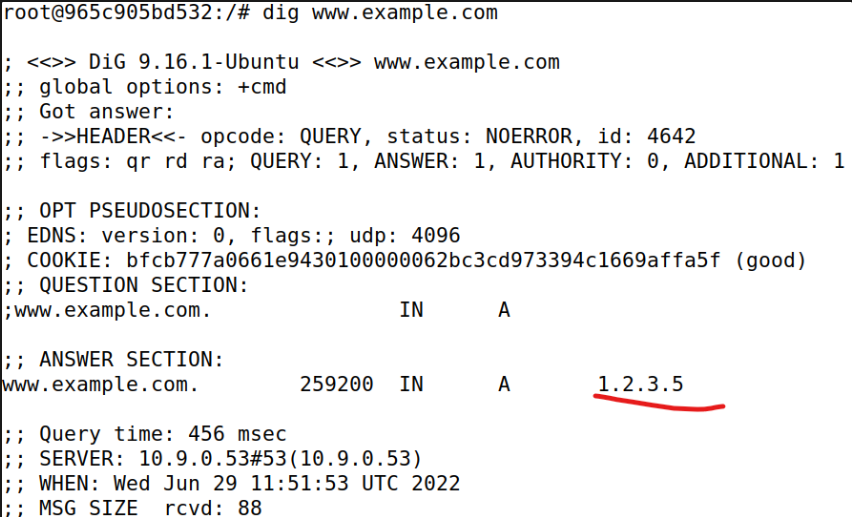 root@965c905bd532:/# dig www.example.com
; <<>> DiG 9.16.1-Ubuntu <<>> www.example.com
;; global options: +cmd
;; Got answer:
;; ->>HEADER<<- opcode: QUERY, status: NOERROR, id: 4642
;; flags: qr rd ra; QUERY: 1, ANSWER: 1, AUTHORITY: 0, ADDITIONAL: 1
;; OPT PSEUDOSECTION:
; EDNS: version: 0, flags:; udp: 4096
; COOKIE: bfcb777a0661e9430100000062bc3cd973394c1669affa5f (good)
;; QUESTION SECTION:
;www.example.com. IN A
;; ANSWER SECTION:
www.example.com. 259200 IN A 1.2.3.5
;; Query time: 456 msec
;; SERVER: 10.9.0.53#53(10.9.0.53)
;; WHEN: Wed Jun 29 11:51:53 UTC 2022
;; MSG SIZE rcvd: 88